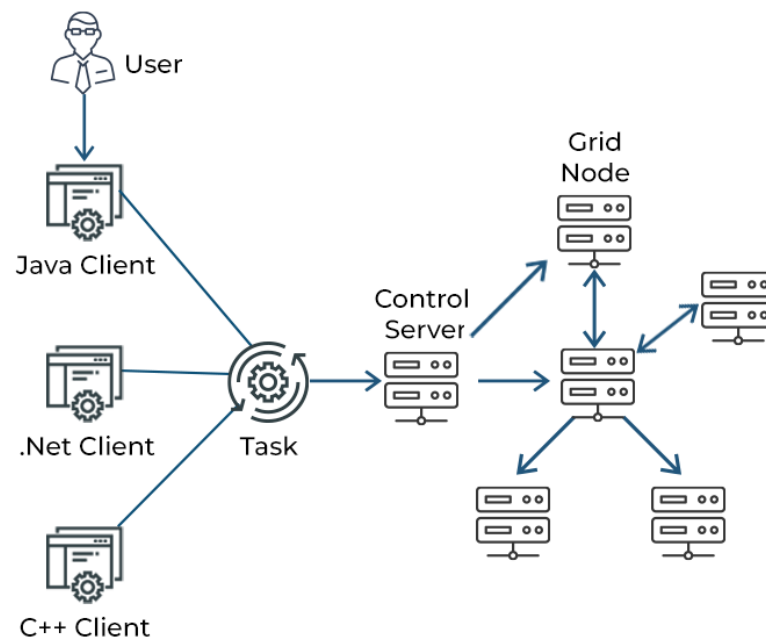 User
Java Client
.Net Client
C++ Client
Task
Control
Server
Grid
Node